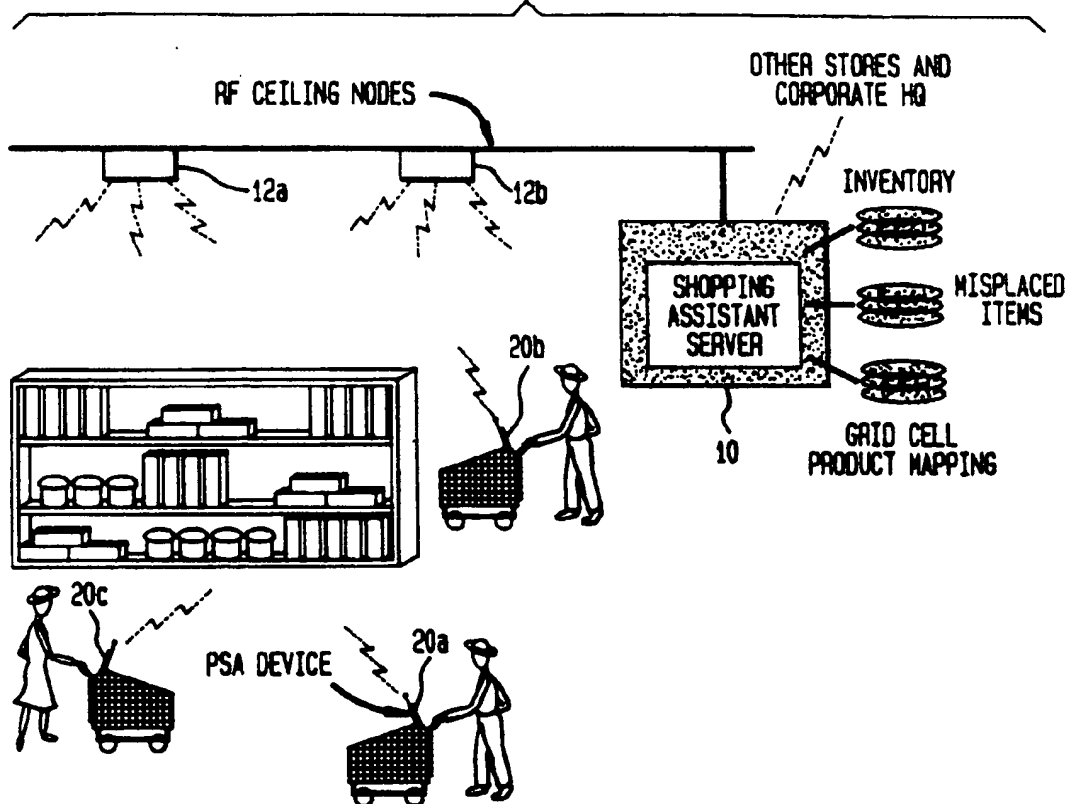 RF CEILING NODES
OTHER STORES AND
CORPORATE HQ
12a
12b
INVENTORY
SHOPPING
ASSISTANT
SERVER
MISPLACED
ITEMS
10
GRID CELL
PRODUCT MAPPING
20b
20c
20a
PSA DEVICE